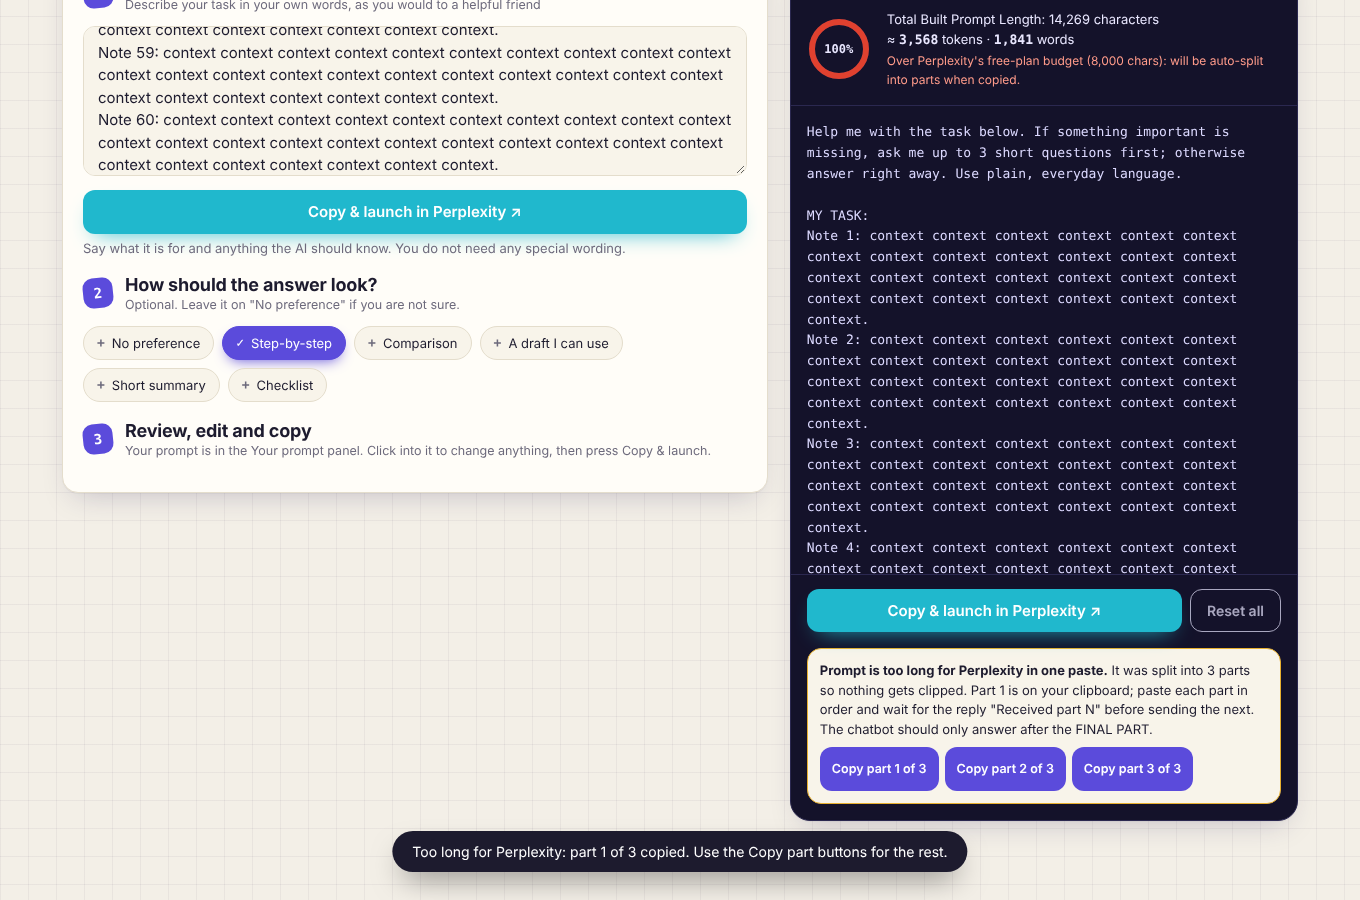 Describe your task in your own words, as you would to a helpful friend
context context context context context context context.
Note 59: context context context context context context context context context context
context context context context context context context context context context context
context context context context context context context.
Note 60: context context context context context context context context context context
context context context context context context context context context context context
context context context context context context context.
Copy & launch in Perplexity ↗
Say what it is for and anything the AI should know. You do not need any special wording.
2
How should the answer look?
Optional. Leave it on "No preference" if you are not sure.
+ No preference
✓ Step-by-step
+ Comparison
+ A draft I can use
+ Short summary
+ Checklist
3
Review, edit and copy
Your prompt is in the Your prompt panel. Click into it to change anything, then press Copy & launch.
100%
Total Built Prompt Length: 14,269 characters
≈ 3,568 tokens · 1,841 words
Over Perplexity's free-plan budget (8,000 chars): will be auto-split
into parts when copied.
Help me with the task below. If something important is
missing, ask me up to 3 short questions first; otherwise
answer right away. Use plain, everyday language.
MY TASK:
Note 1: context context context context context context
context context context context context context context
context context context context context context context
context context context context context context context
context.
Note 2: context context context context context context
context context context context context context context
context context context context context context context
context context context context context context context
context.
Note 3: context context context context context context
context context context context context context context
context context context context context context context
context context context context context context context
context.
Note 4: context context context context context context
context context context context context context context
Copy & launch in Perplexity ↗
Reset all
Prompt is too long for Perplexity in one paste. It was split into 3 parts
so nothing gets clipped. Part 1 is on your clipboard; paste each part in
order and wait for the reply "Received part N" before sending the next.
The chatbot should only answer after the FINAL PART.
Copy part 1 of 3
Copy part 2 of 3
Copy part 3 of 3
Too long for Perplexity: part 1 of 3 copied. Use the Copy part buttons for the rest.